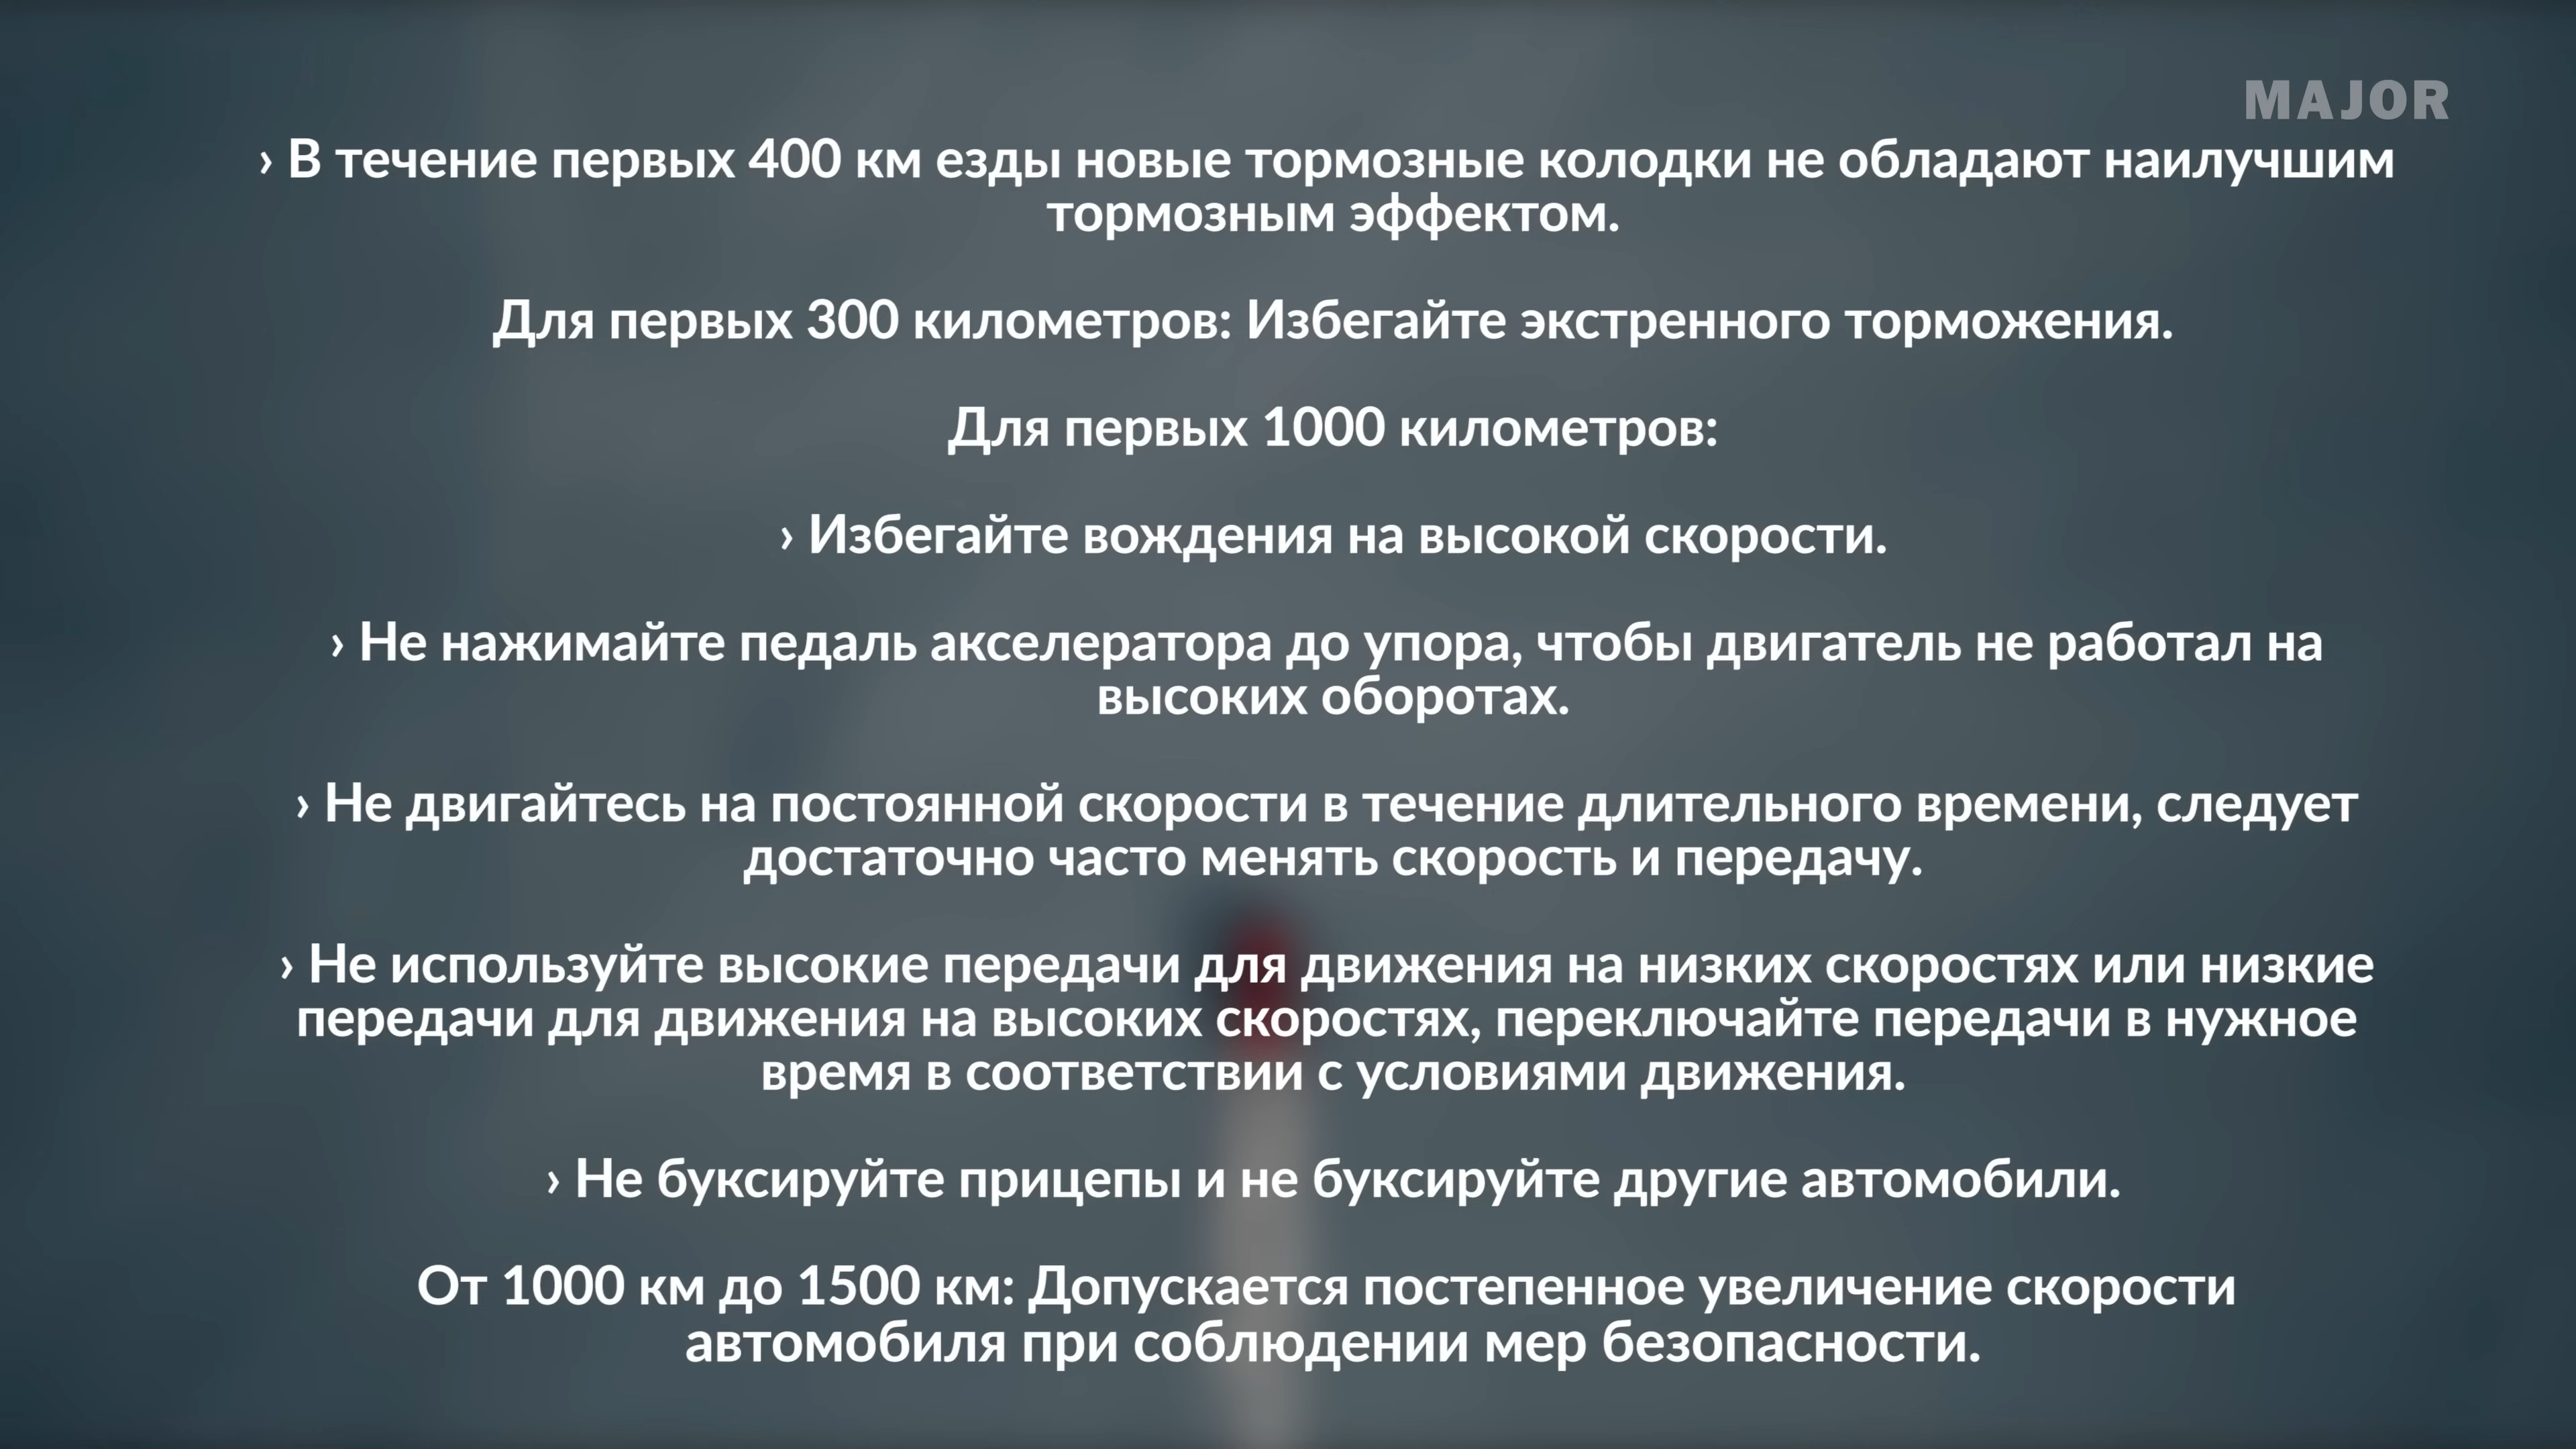 MAJOR
› В течение первых 400 км езды новые тормозные колодки не обладают наилучшим
тормозным эффектом.
Для первых 300 километров: Избегайте экстренного торможения.
Для первых 1000 километров:
› Избегайте вождения на высокой скорости.
› Не нажимайте педаль акселератора до упора, чтобы двигатель не работал на
высоких оборотах.
› Не двигайтесь на постоянной скорости в течение длительного времени, следует
достаточно часто менять скорость и передачу.
› Не используйте высокие передачи для движения на низких скоростях или низкие
передачи для движения на высоких скоростях, переключайте передачи в нужное
время в соответствии с условиями движения.
› Не буксируйте прицепы и не буксируйте другие автомобили.
От 1000 км до 1500 км: Допускается постепенное увеличение скорости
автомобиля при соблюдении мер безопасности.